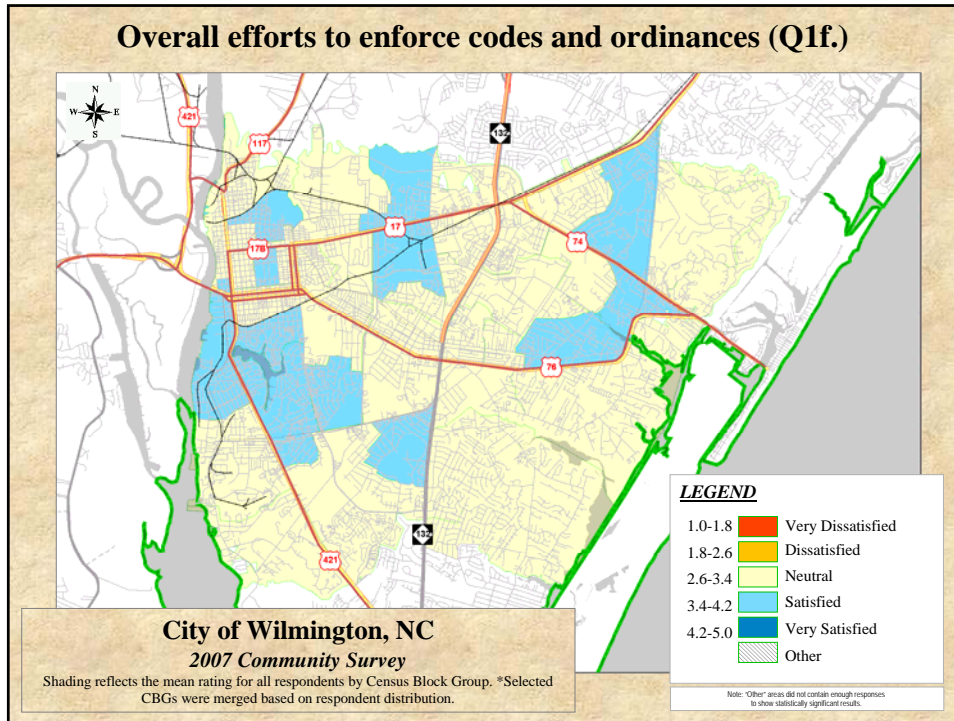 Overall efforts to enforce codes and ordinances (Q1f.)
N
W E
S
421
117
132
17
17B
74
76
132
421
LEGEND
1.0-1.8 Very Dissatisfied
1.8-2.6 Dissatisfied
2.6-3.4 Neutral
3.4-4.2 Satisfied
4.2-5.0 Very Satisfied
Other
City of Wilmington, NC
2007 Community Survey
Shading reflects the mean rating for all respondents by Census Block Group. *Selected
CBGs were merged based on respondent distribution.
Note: "Other" areas did not contain enough responses
to show statistically significant results.